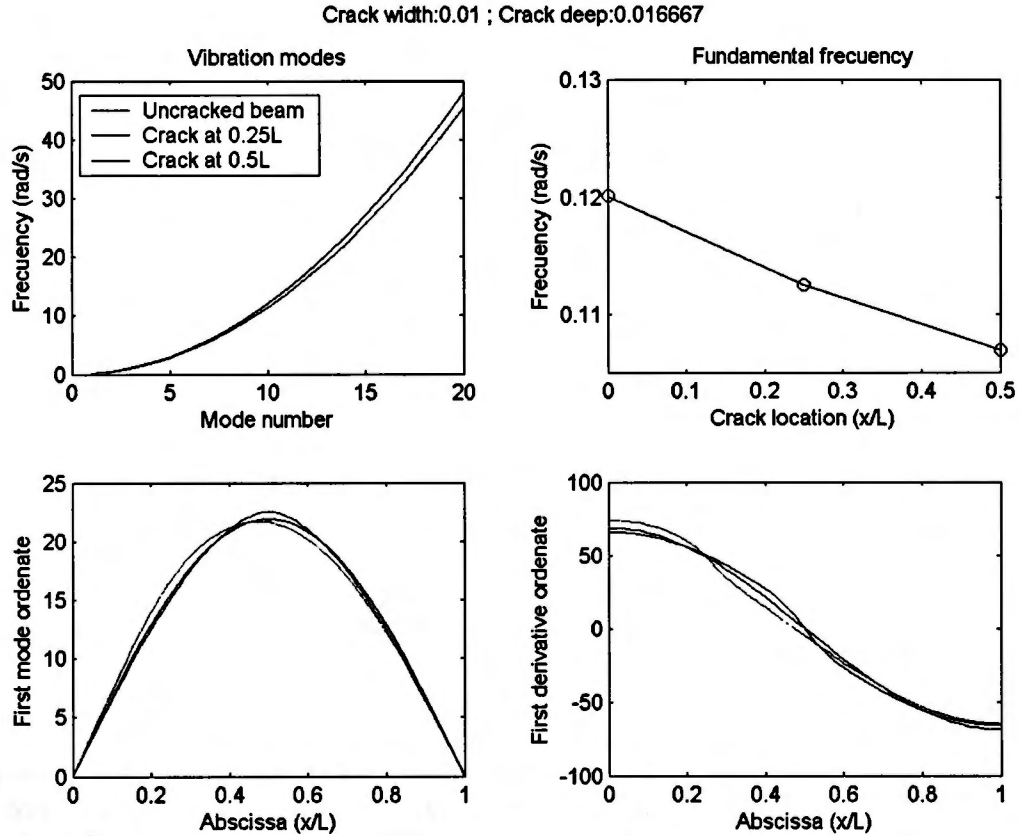 Crack width:0.01 ; Crack deep:0.016667
Vibration modes
50
40
30
20
10
0
Frecuency (rad/s)
Uncracked beam
Crack at 0.25L
Crack at 0.5L
0 5 10 15 20
Mode number
Fundamental frecuency
0.13
0.12
0.11
Frecuency (rad/s)
0 0.1 0.2 0.3 0.4 0.5
Crack location (x/L)
25
20
15
10
5
0
First mode ordenate
0 0.2 0.4 0.6 0.8 1
Abscissa (x/L)
100
50
0
-50
-100
First derivative ordenate
0 0.2 0.4 0.6 0.8 1
Abscissa (x/L)